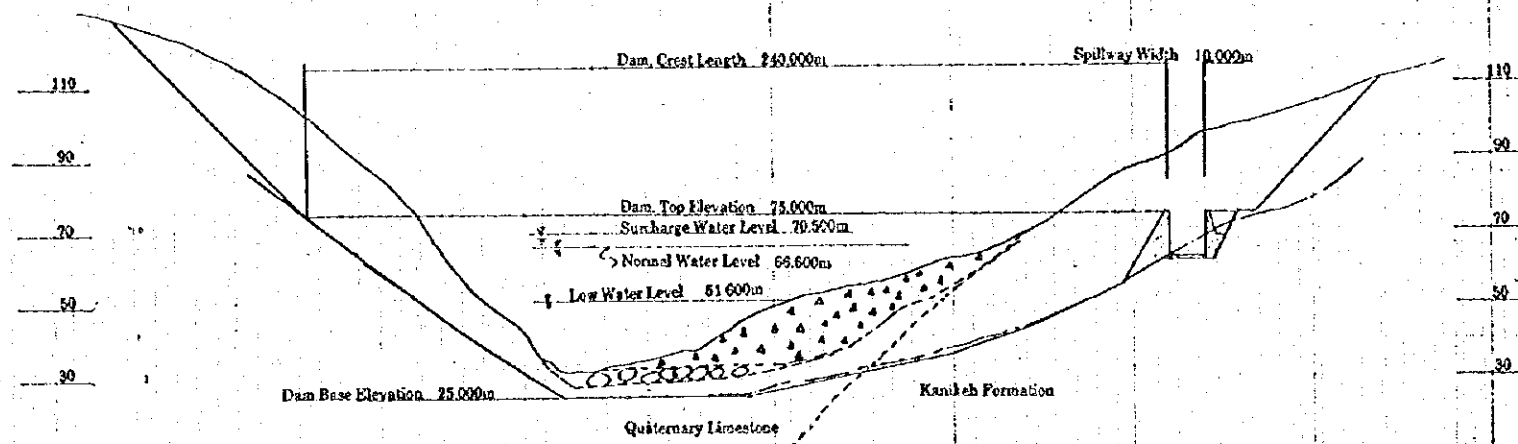 Dam. Crest Length 240.000m
Spillway Width 10.000m
110
110
90
90
Dam. Top Elevation 75.000m
70
Surcharge Water Level 70.500m
70
Normal Water Level 66.600m
Low Water Level 51.600m
50
50
30
30
Dam Base Elevation 25.000m
Kanikeh Formation
Quaternary Limestone